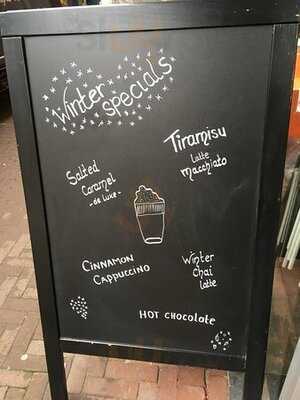 Winter specials
Tiramisu
Latte
Macchiato
Salted
Caramel
- de Luxe -
Cinnamon
Cappuccino
Winter
Chai
latte
Hot Chocolate